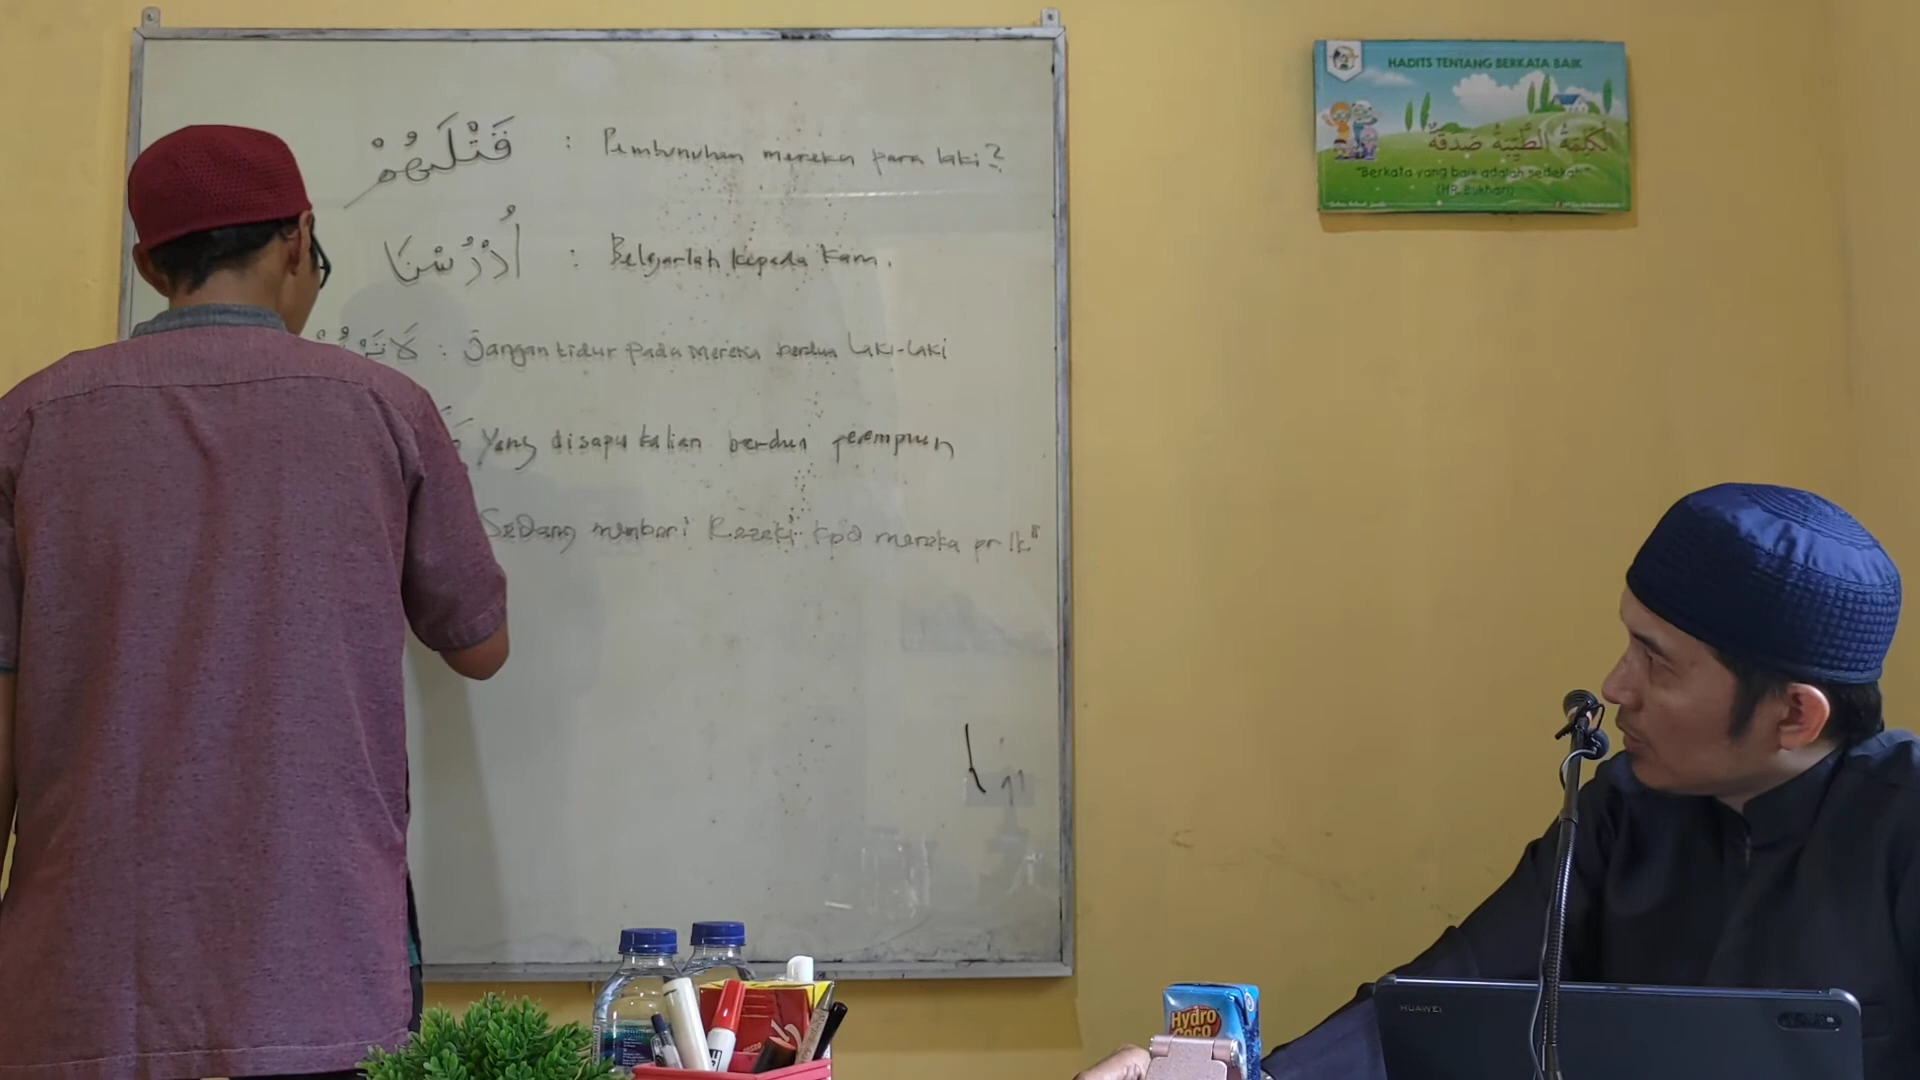 قَتْلَهُمْ : Pembunuhan mereka para laki2
اُدْرُسْنَا : Belajarlah kepada kam.
لَا : Jangan tidur pada mereka berdua Laki-laki
Yang disapu kalian berdua perempuan
Sedang memberi Rezeki kpd mereka pr lk"
HADITS TENTANG BERKATA BAIK
الْكَلِمَةُ الطَّيِّبَةُ صَدَقَةٌ
"Berkata yang baik adalah sedekah"
(HR. Bukhari)
Hydro
Coco
HUAWEI